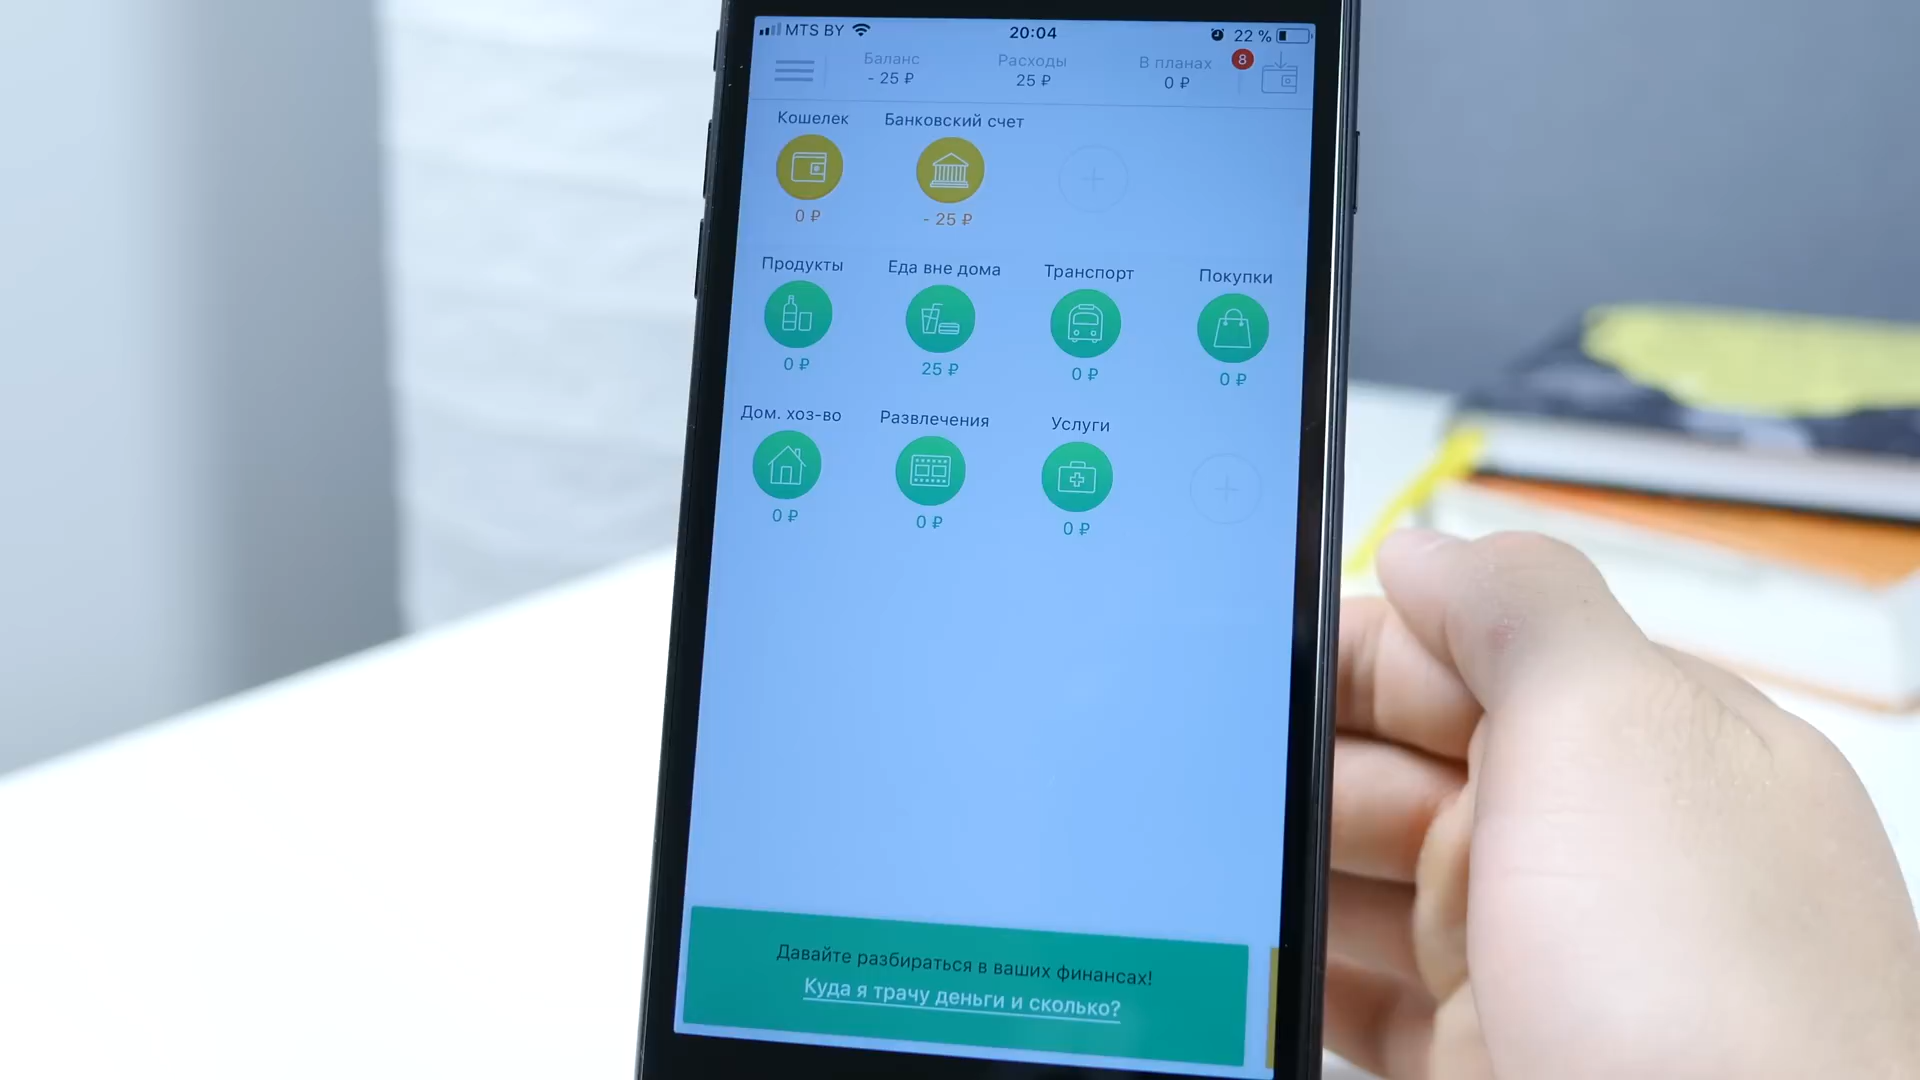 MTS BY 20:04 22 %
Баланс Расходы В планах 8
- 25 ₽ 25 ₽ 0 ₽
Кошелек Банковский счет
0 ₽ - 25 ₽
Продукты Еда вне дома Транспорт Покупки
0 ₽ 25 ₽ 0 ₽ 0 ₽
Дом. хоз-во Развлечения Услуги
0 ₽ 0 ₽ 0 ₽
Давайте разбираться в ваших финансах!
Куда я трачу деньги и сколько?